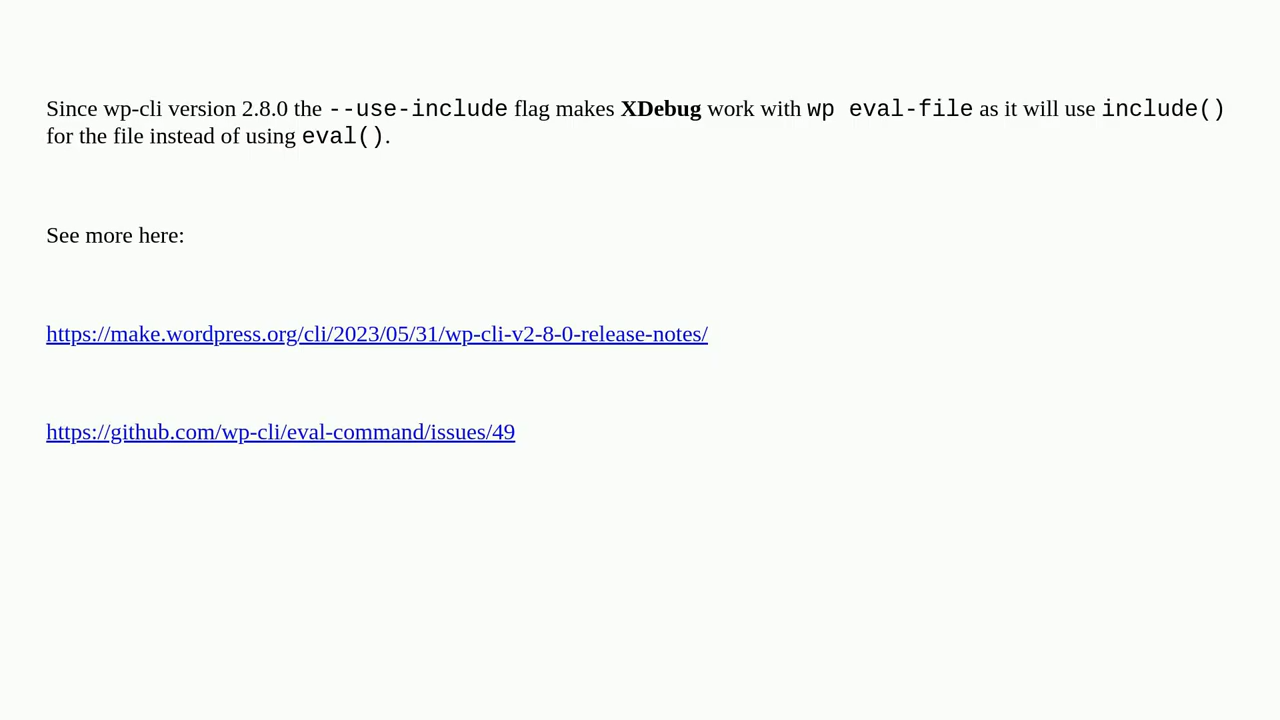 Since wp-cli version 2.8.0 the --use-include flag makes XDebug work with wp eval-file as it will use include()
for the file instead of using eval().
See more here:
https://make.wordpress.org/cli/2023/05/31/wp-cli-v2-8-0-release-notes/
https://github.com/wp-cli/eval-command/issues/49